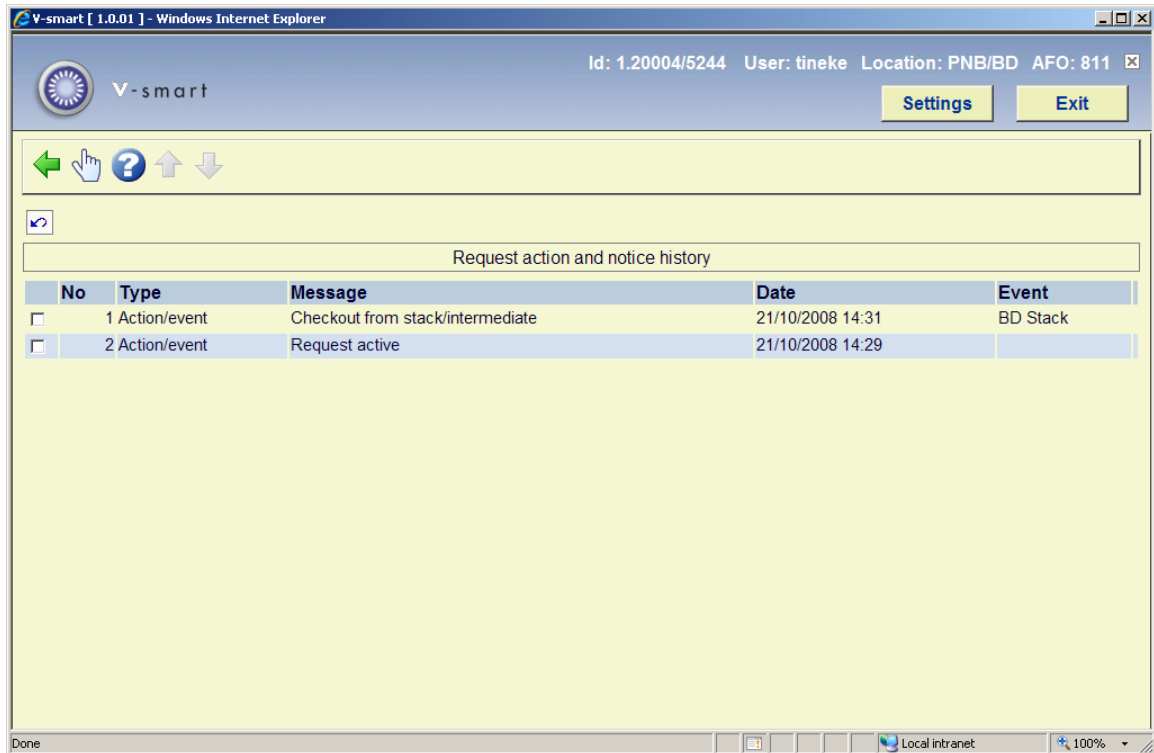 V-smart [ 1.0.01 ] - Windows Internet Explorer
Id: 1.20004/5244 User: tineke Location: PNB/BD AFO: 811
V-smart
Settings Exit
Request action and notice history
No Type Message Date Event
1 Action/event Checkout from stack/intermediate 21/10/2008 14:31 BD Stack
2 Action/event Request active 21/10/2008 14:29
Done Local intranet 100%